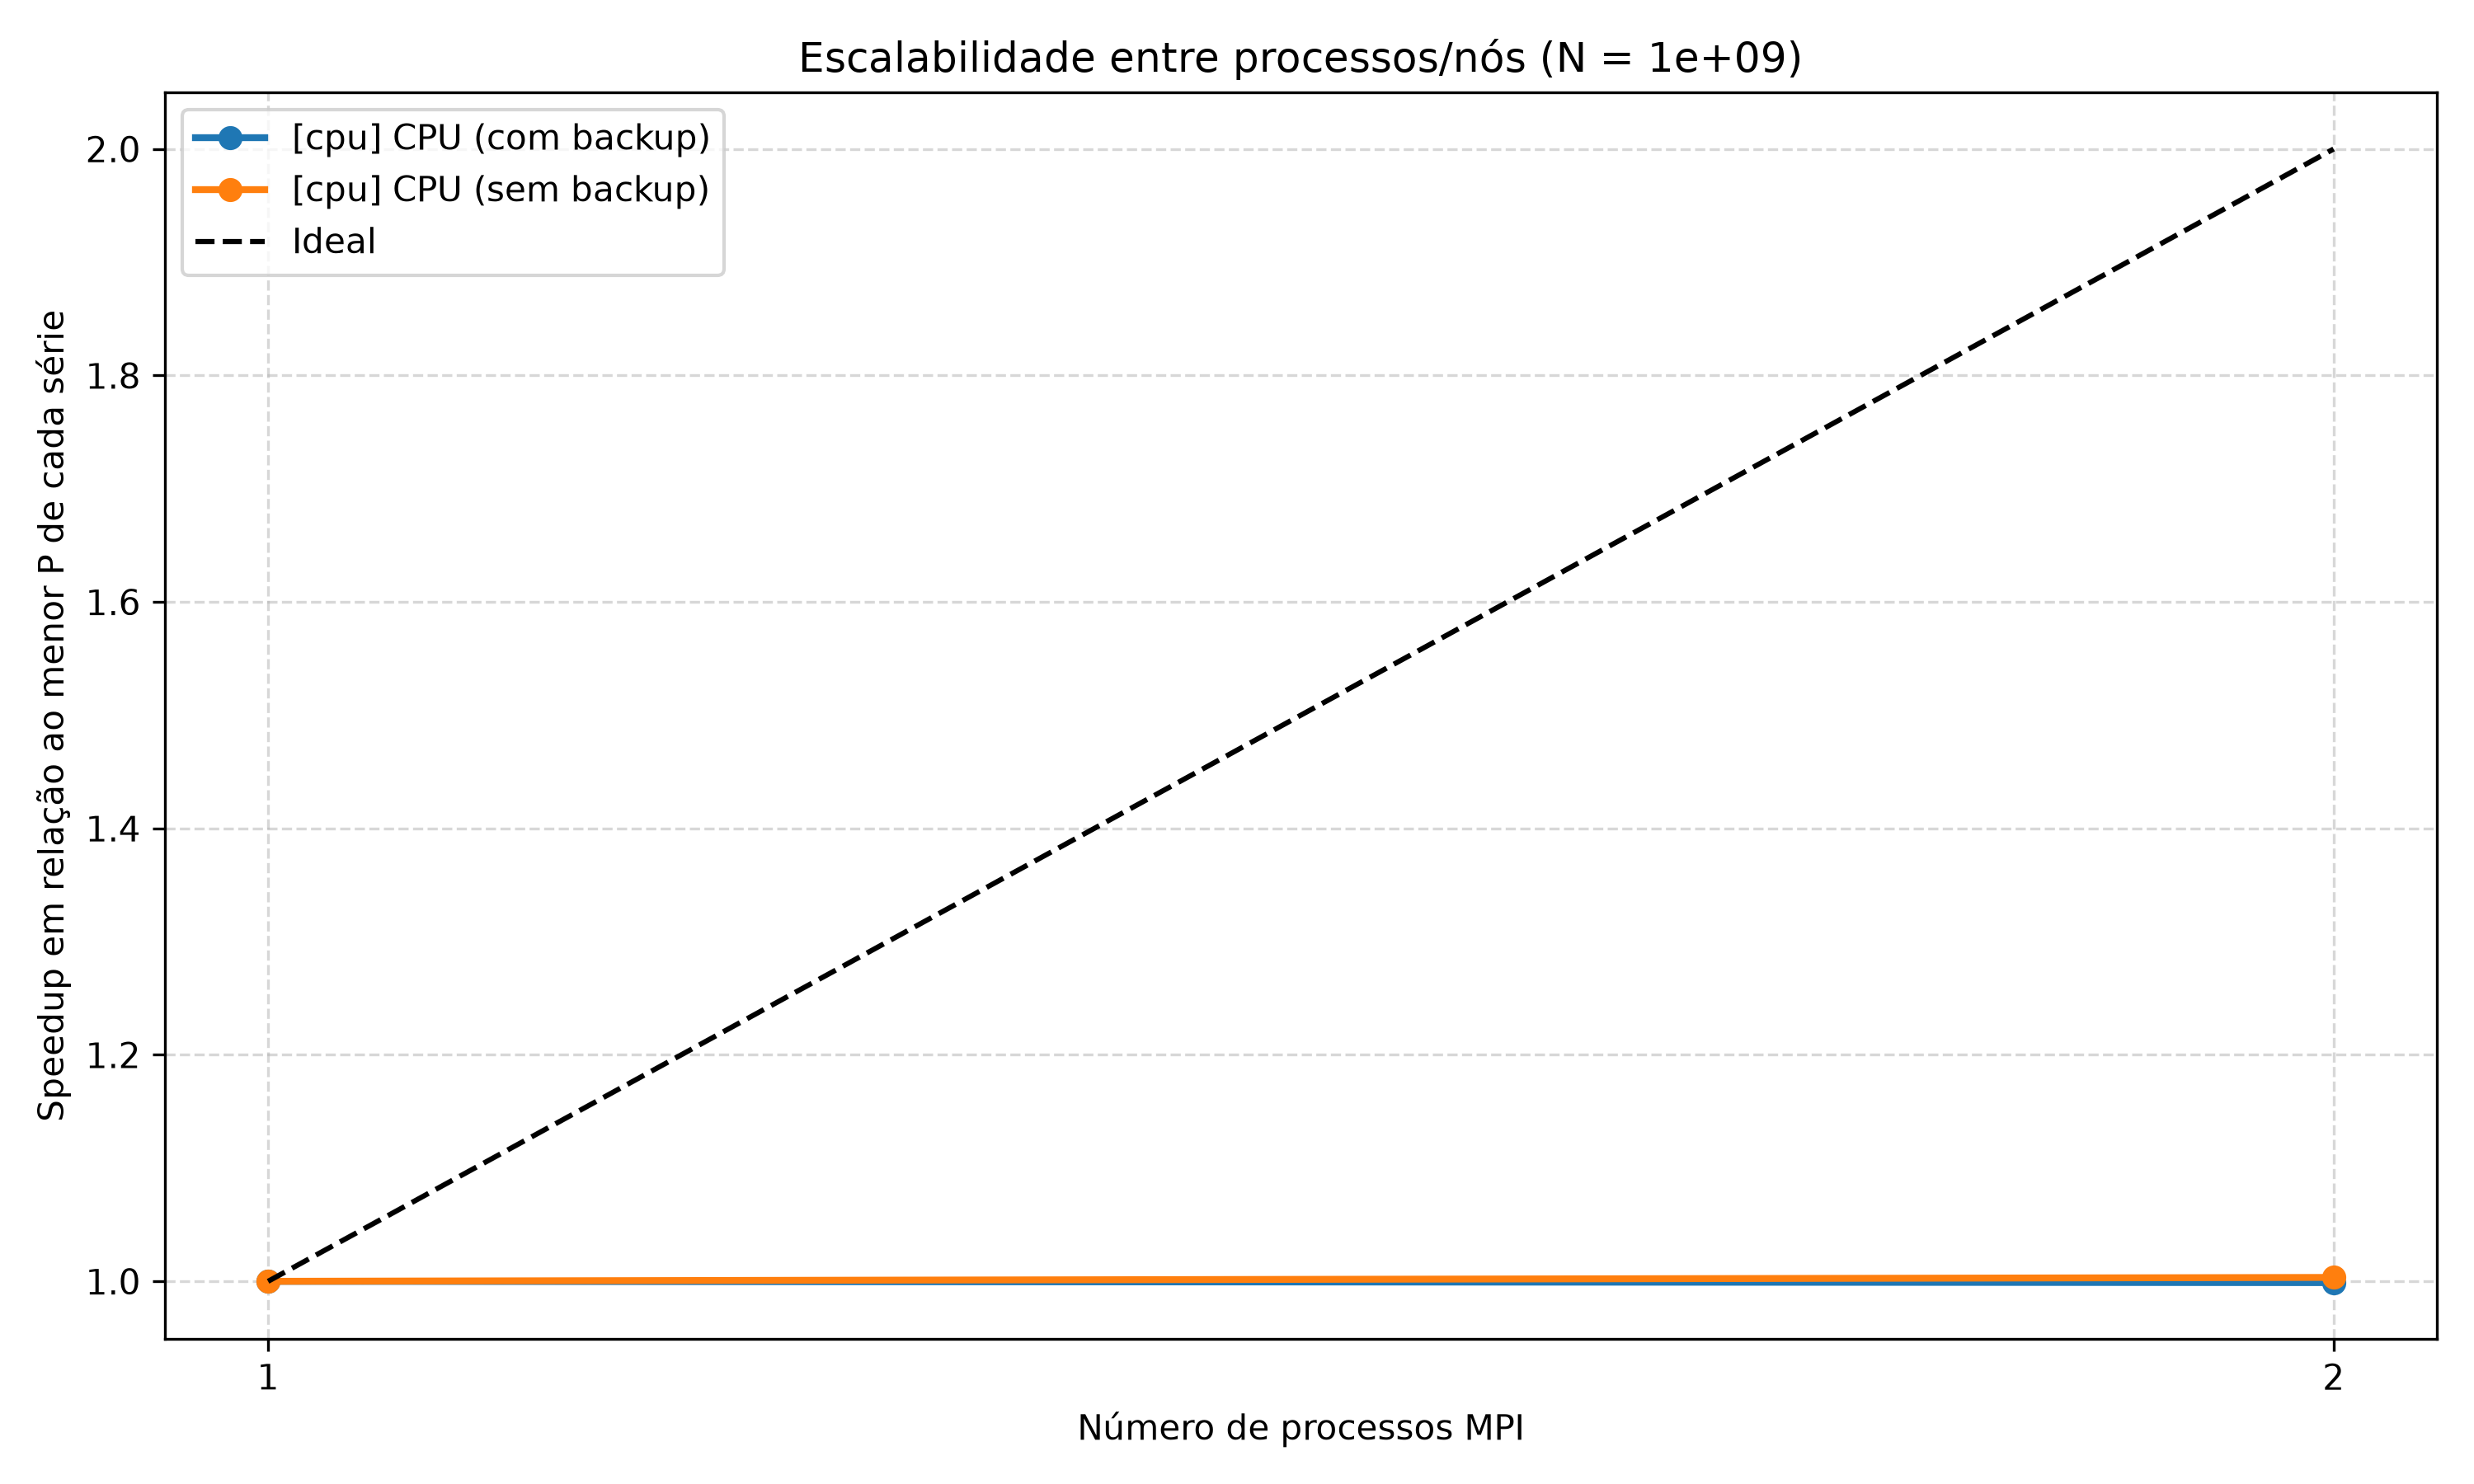 Escalabilidade entre processos/nós (N = 1e+09)
[cpu] CPU (com backup)
[cpu] CPU (sem backup)
Ideal
Speedup em relação ao menor P de cada série
2.0
1.8
1.6
1.4
1.2
1.0
1
2
Número de processos MPI